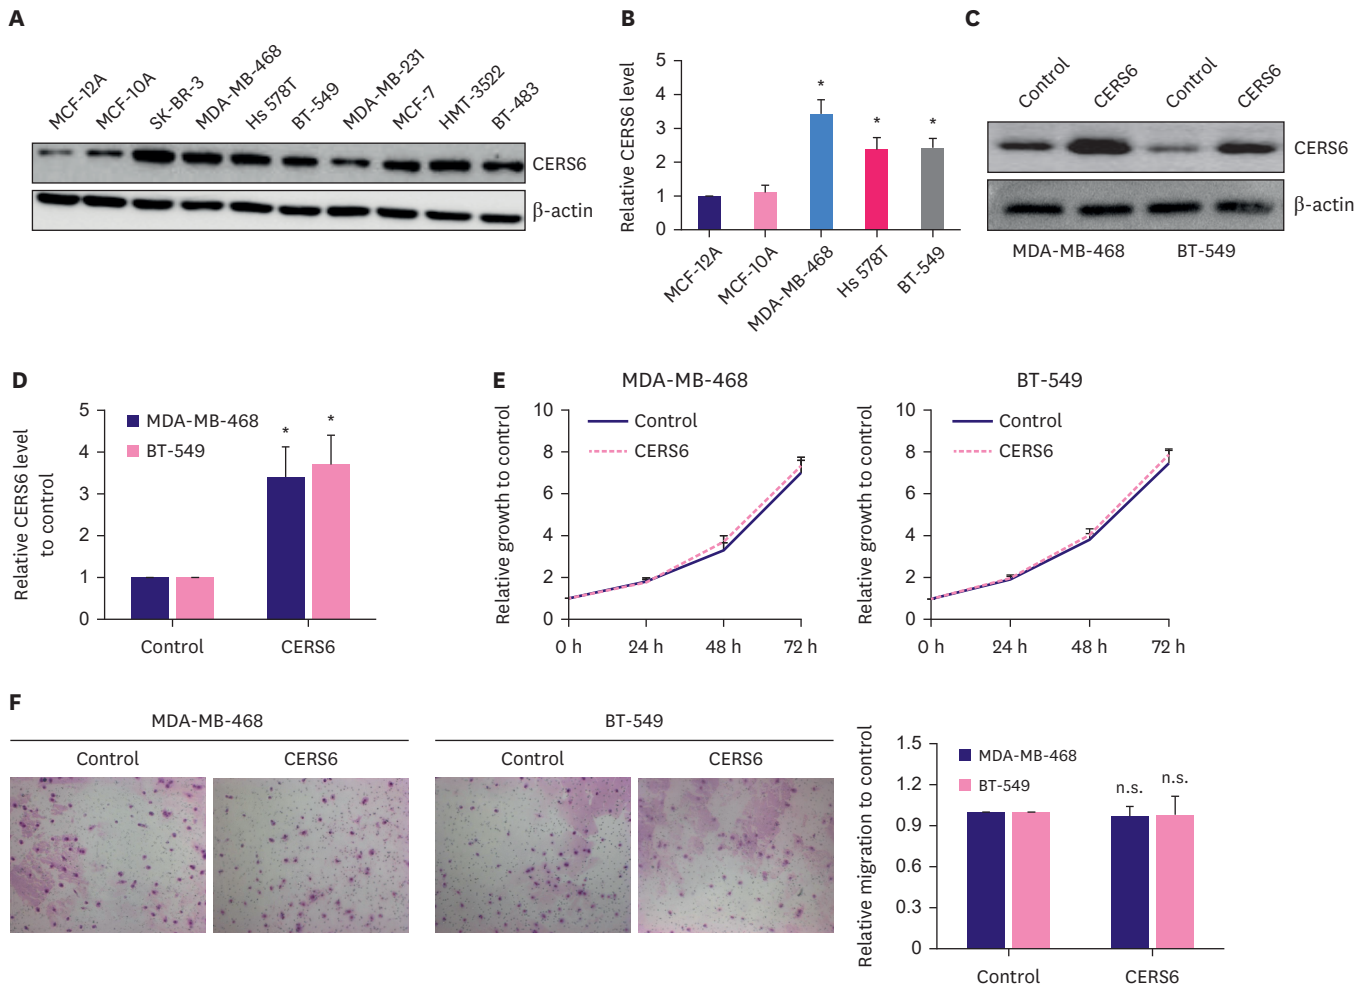 A
MCF-12A
MCF-10A
SK-BR-3
MDA-MB-468
Hs 578T
BT-549
MDA-MB-231
MCF-7
HMT-3522
BT-483
CERS6
β-actin
B
Relative CERS6 level
5
4
3
2
1
0
*
*
*
MCF-12A
MCF-10A
MDA-MB-468
Hs 578T
BT-549
C
Control
CERS6
Control
CERS6
CERS6
β-actin
MDA-MB-468
BT-549
D
Relative CERS6 level
to control
5
4
3
2
1
0
MDA-MB-468
BT-549
*
*
Control
CERS6
E
MDA-MB-468
Relative growth to control
10
8
6
4
2
0
Control
CERS6
0 h
24 h
48 h
72 h
BT-549
Relative growth to control
10
8
6
4
2
0
Control
CERS6
0 h
24 h
48 h
72 h
F
MDA-MB-468
BT-549
Control
CERS6
Control
CERS6
Relative migration to control
1.5
1.2
0.9
0.6
0.3
0
MDA-MB-468
BT-549
n.s.
n.s.
Control
CERS6